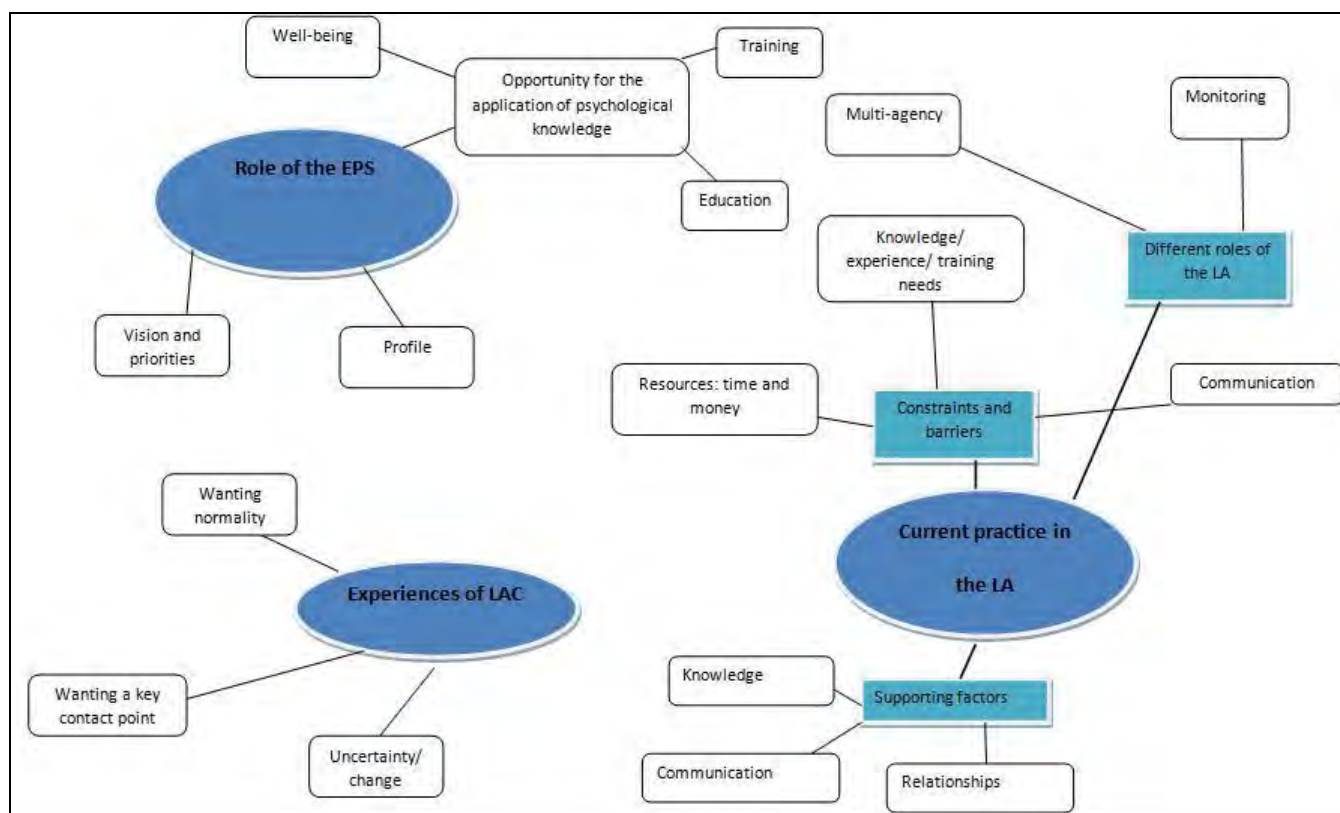 Well-being
Training
Opportunity for the
application of psychological
knowledge
Role of the EPS
Education
Vision and
priorities
Profile
Multi-agency
Monitoring
Knowledge/
experience/ training
needs
Different roles of
the LA
Resources: time and
money
Constraints and
barriers
Communication
Current practice in
the LA
Wanting
normality
Experiences of LAC
Wanting a key
contact point
Uncertainty/
change
Knowledge
Supporting factors
Communication
Relationships